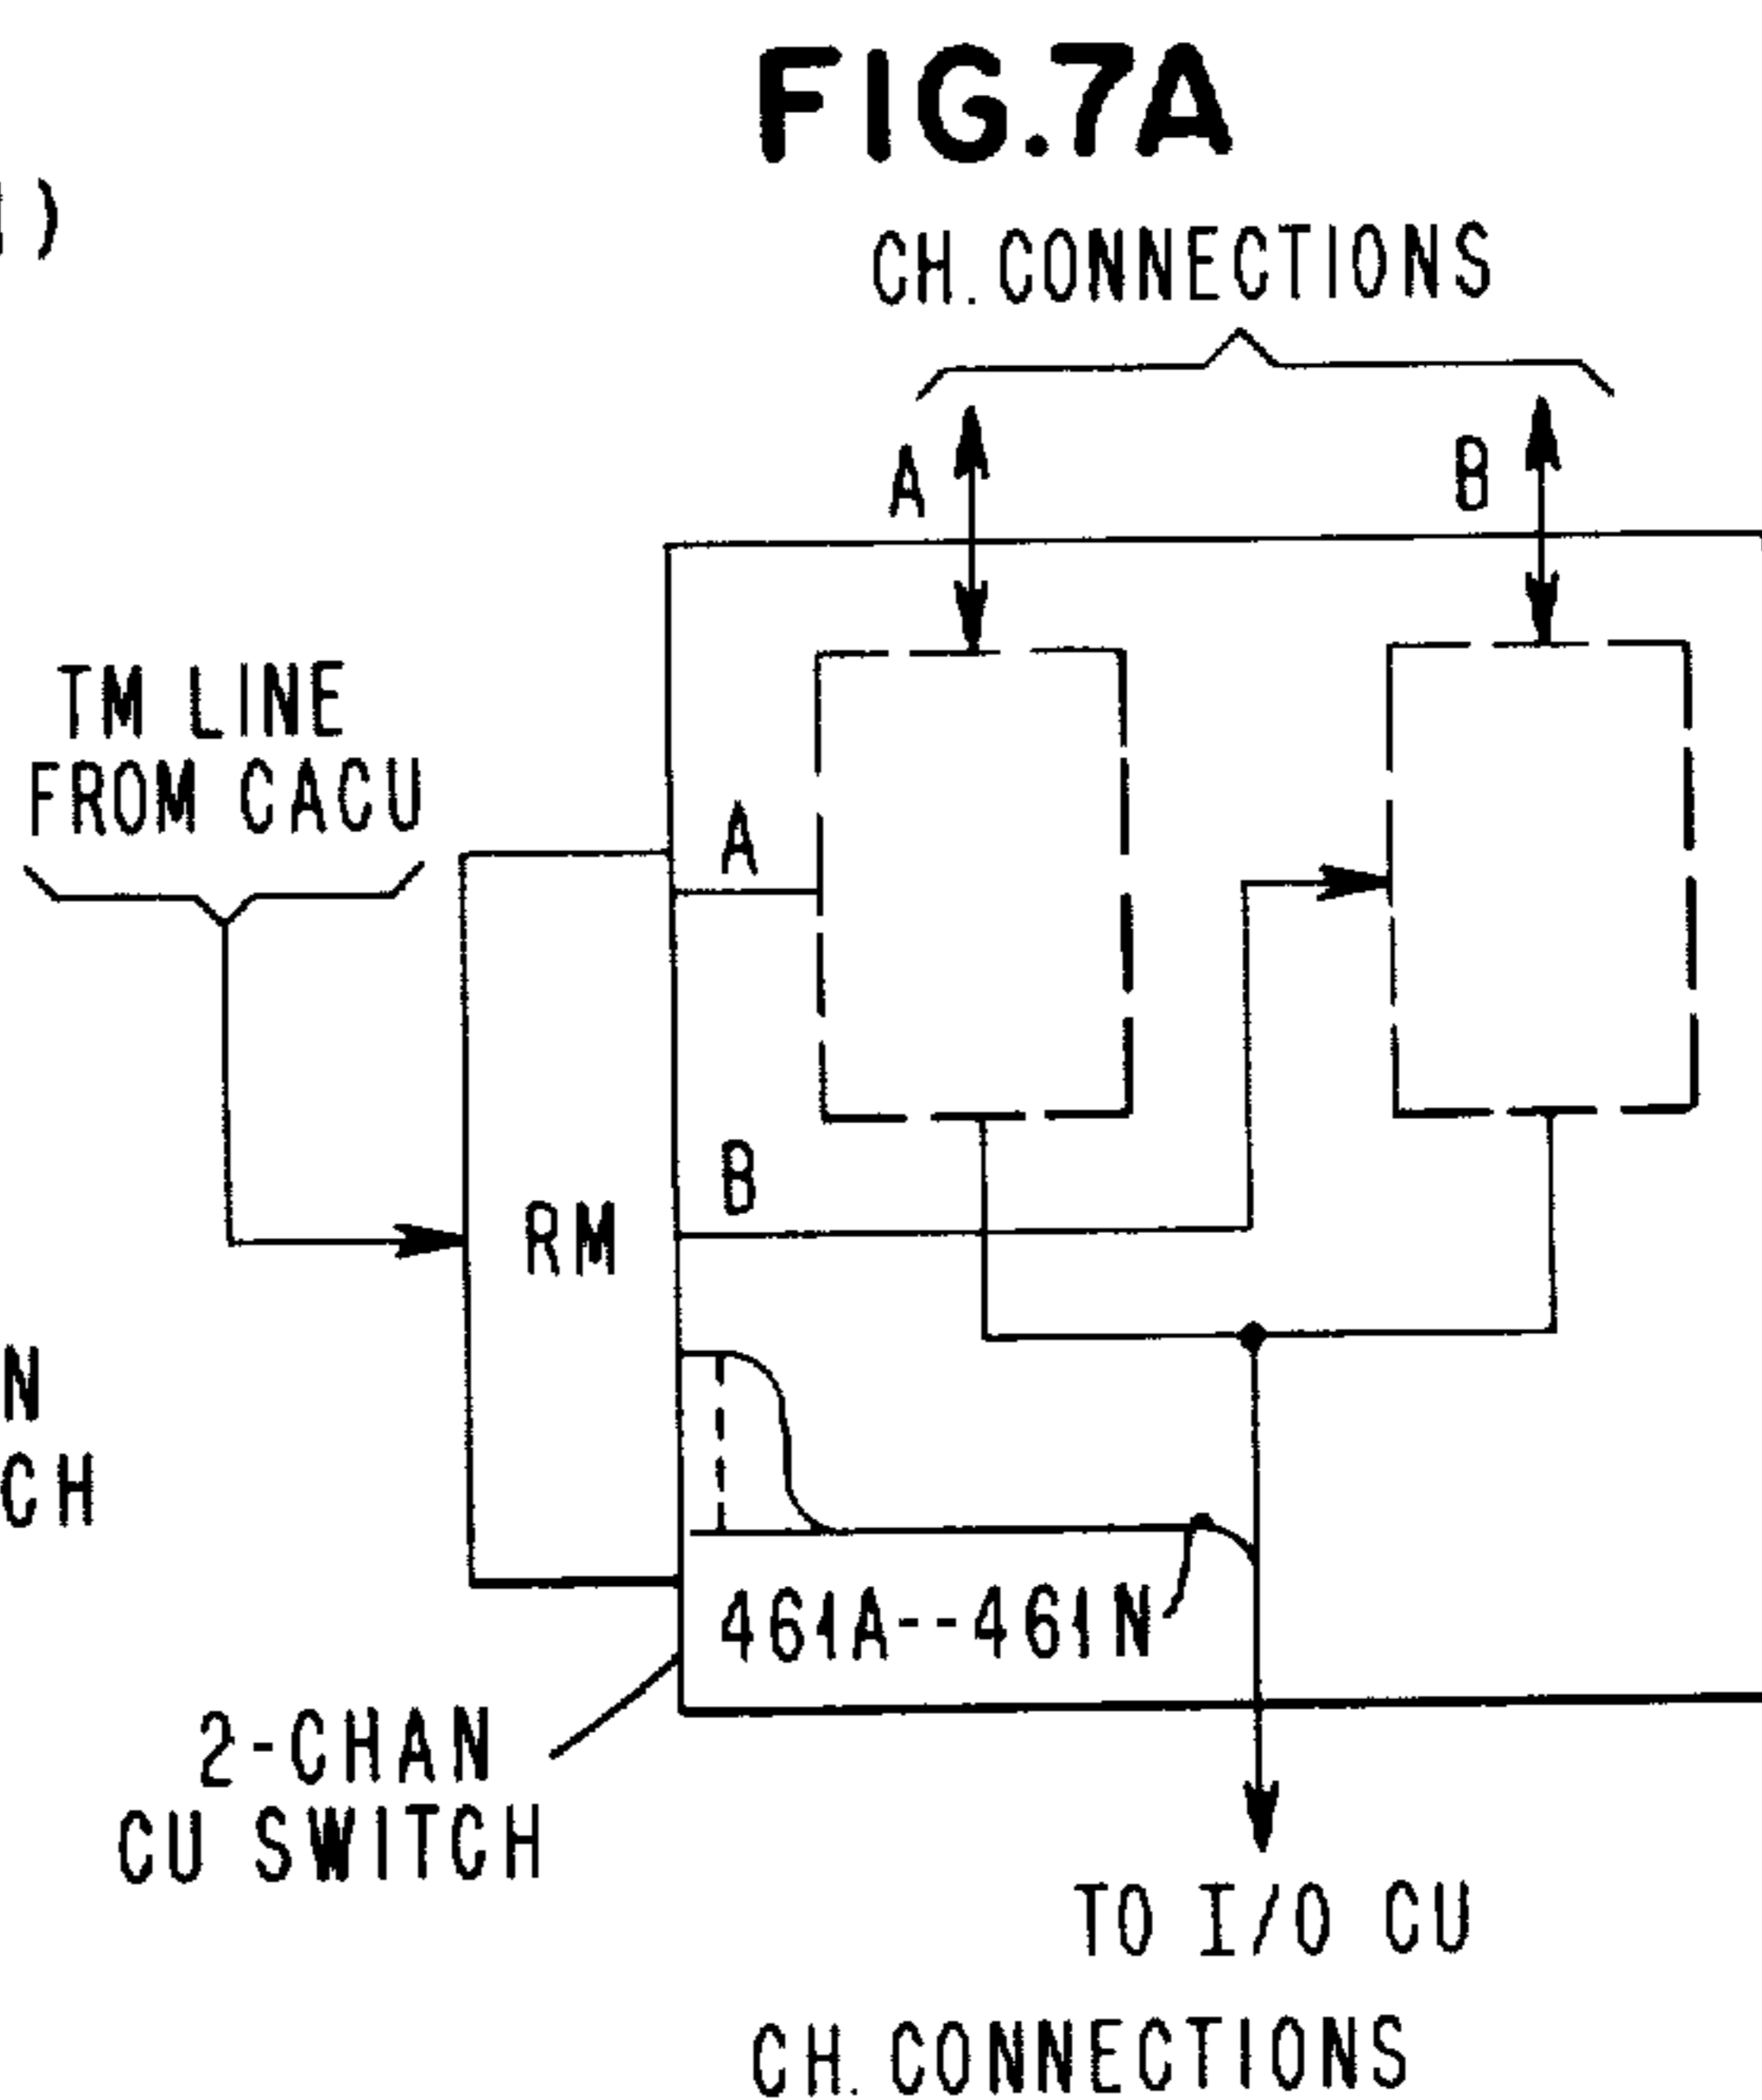 FIG.7A
)
CH. CONNECTIONS
A
B
TM LINE
FROM CACU
A
B
RM
N
CH
461A--461N
2-CHAN
CU SWITCH
TO I/O CU
CH. CONNECTIONS